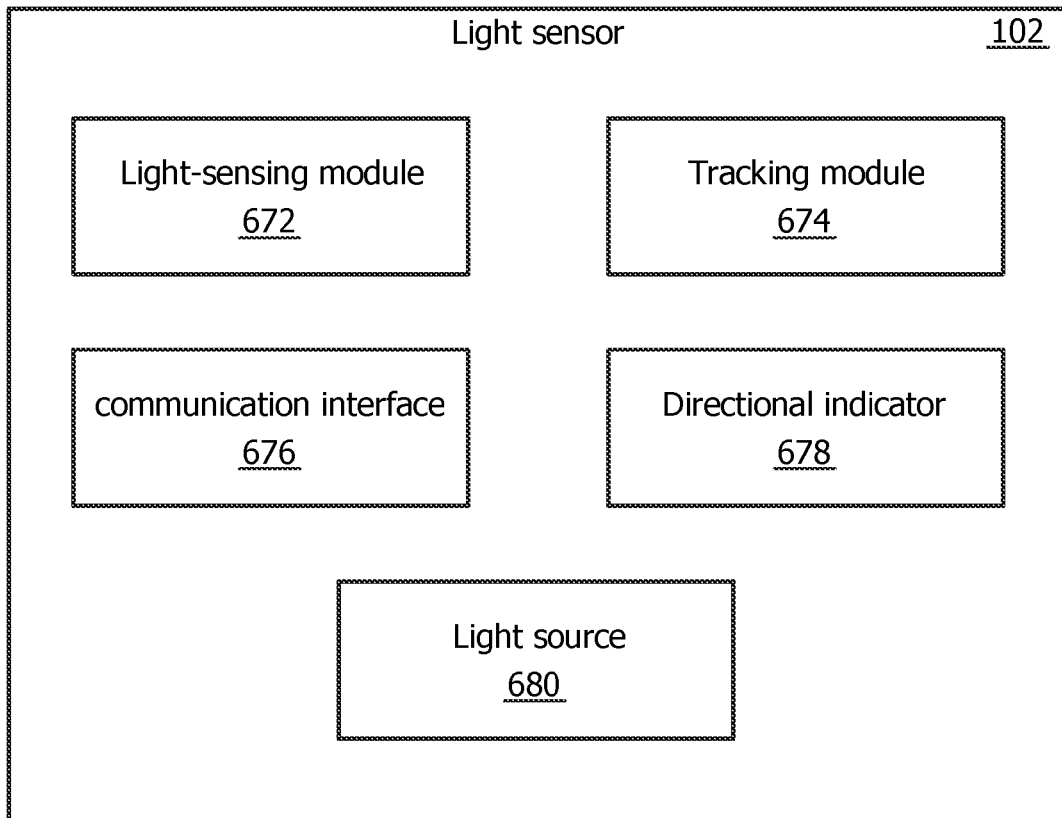 Light sensor 102
Light-sensing module
672
Tracking module
674
communication interface
676
Directional indicator
678
Light source
680